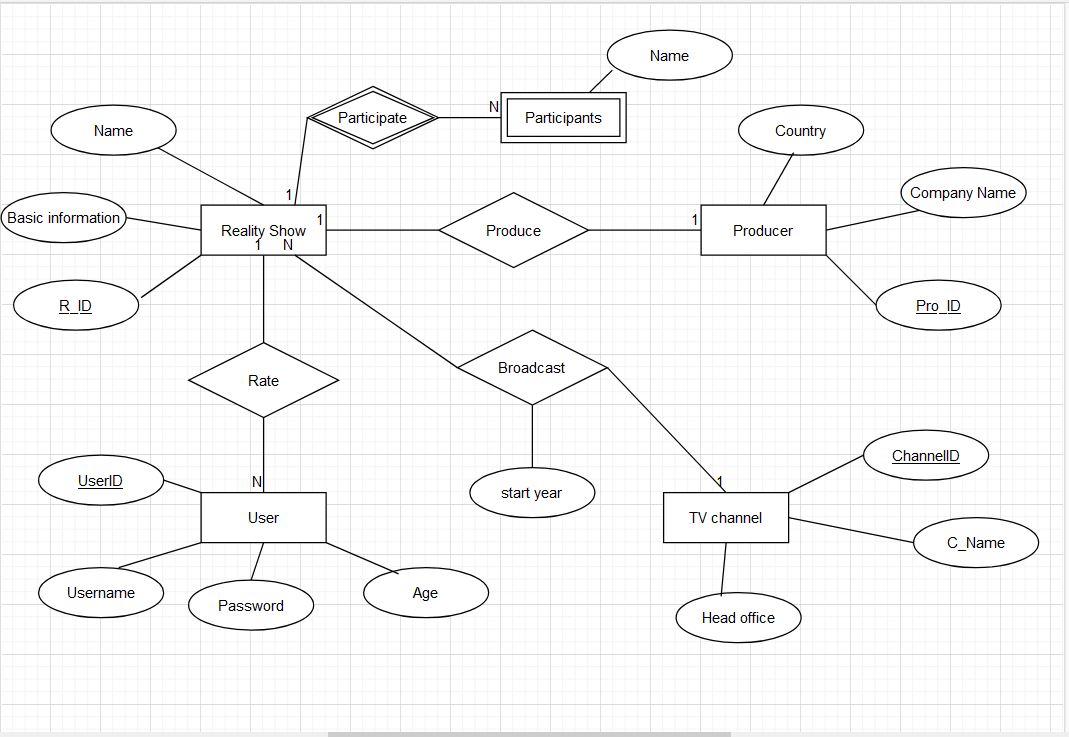 Name
Participate
N
Participants
Name
Country
Company Name
Basic information
1
Reality Show
1
1
N
Produce
1
Producer
R_ID
Pro_ID
Rate
Broadcast
UserID
N
User
start year
1
TV channel
ChannelID
C_Name
Username
Password
Age
Head office